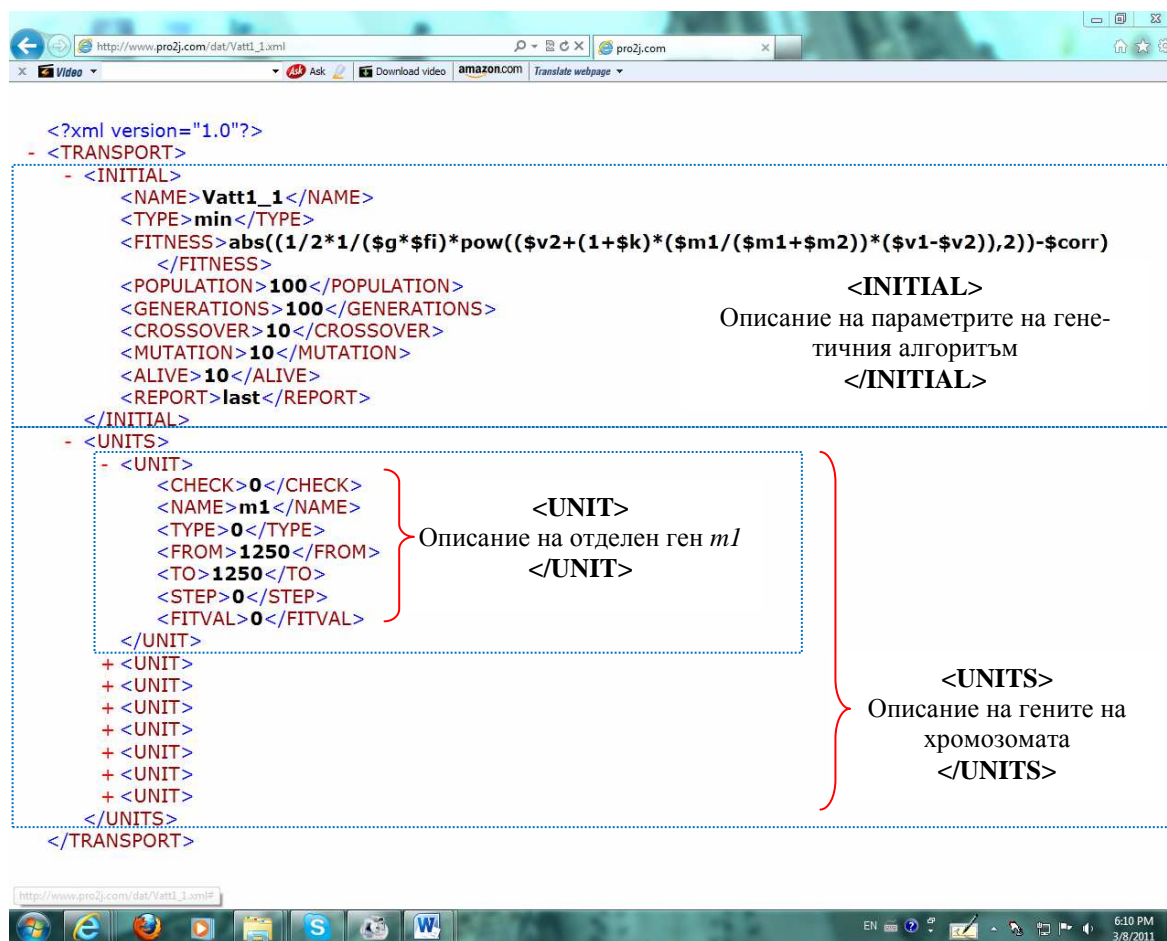 http://www.pro2j.com/dat/Vatt1_1.xml
pro2j.com
x Video
Ask
Download video
amazon.com
Translate webpage
<?xml version="1.0"?>
- <TRANSPORT>
- <INITIAL>
<NAME>Vatt1_1</NAME>
<TYPE>min</TYPE>
<FITNESS>abs((1/2*1/($g*$fi)*pow(($v2+(1+$k)*($m1/($m1+$m2))*($v1-$v2)),2))-$corr)
</FITNESS>
<POPULATION>100</POPULATION>
<GENERATIONS>100</GENERATIONS>
<CROSSOVER>10</CROSSOVER>
<MUTATION>10</MUTATION>
<ALIVE>10</ALIVE>
<REPORT>last</REPORT>
</INITIAL>
<INITIAL>
Описание на параметрите на гене-
тичния алгоритъм
</INITIAL>
- <UNITS>
- <UNIT>
<CHECK>0</CHECK>
<NAME>m1</NAME>
<TYPE>0</TYPE>
<FROM>1250</FROM>
<TO>1250</TO>
<STEP>0</STEP>
<FITVAL>0</FITVAL>
</UNIT>
<UNIT>
Описание на отделен ген m1
</UNIT>
+ <UNIT>
+ <UNIT>
+ <UNIT>
+ <UNIT>
+ <UNIT>
+ <UNIT>
+ <UNIT>
</UNITS>
</TRANSPORT>
<UNITS>
Описание на гените на
хромозомата
</UNITS>
http://www.pro2j.com/dat/Vatt1_1.xml#
EN
6:10 PM
3/8/2011